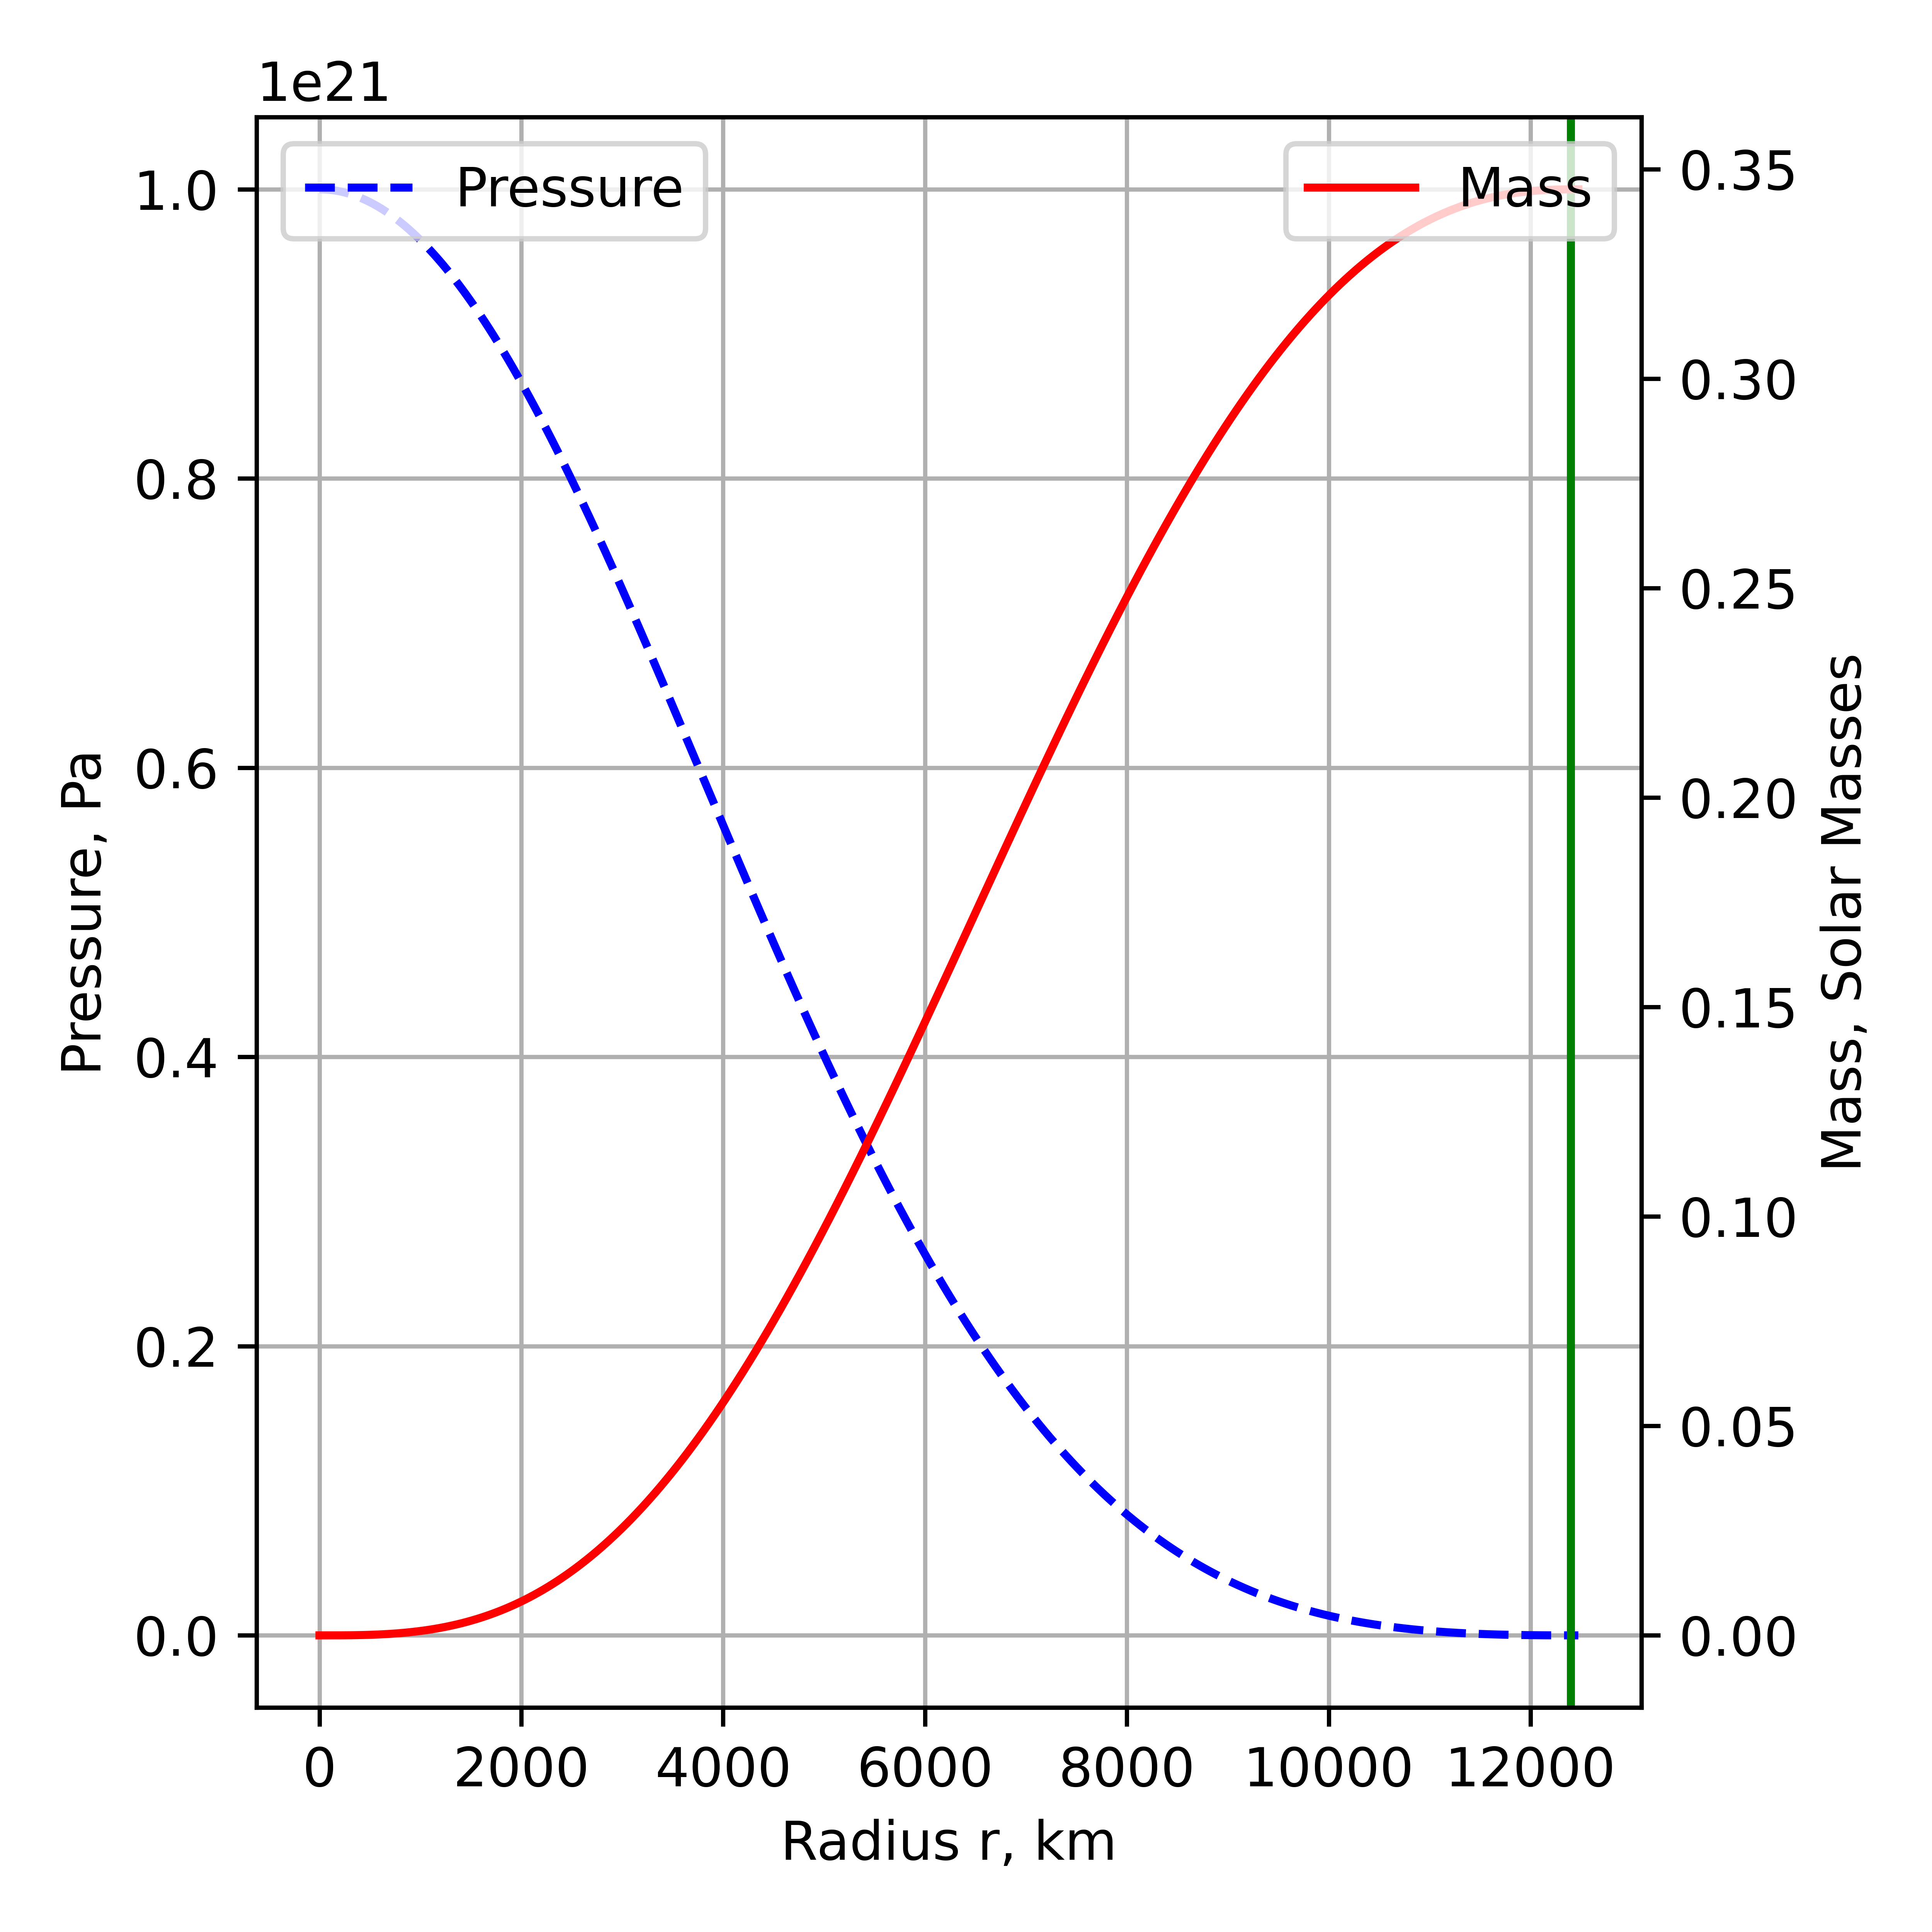 1e21
Pressure
Mass
1.0
0.8
0.6
0.4
0.2
0.0
Pressure, Pa
0.35
0.30
0.25
0.20
0.15
0.10
0.05
0.00
Mass, Solar Masses
0 2000 4000 6000 8000 10000 12000
Radius r, km